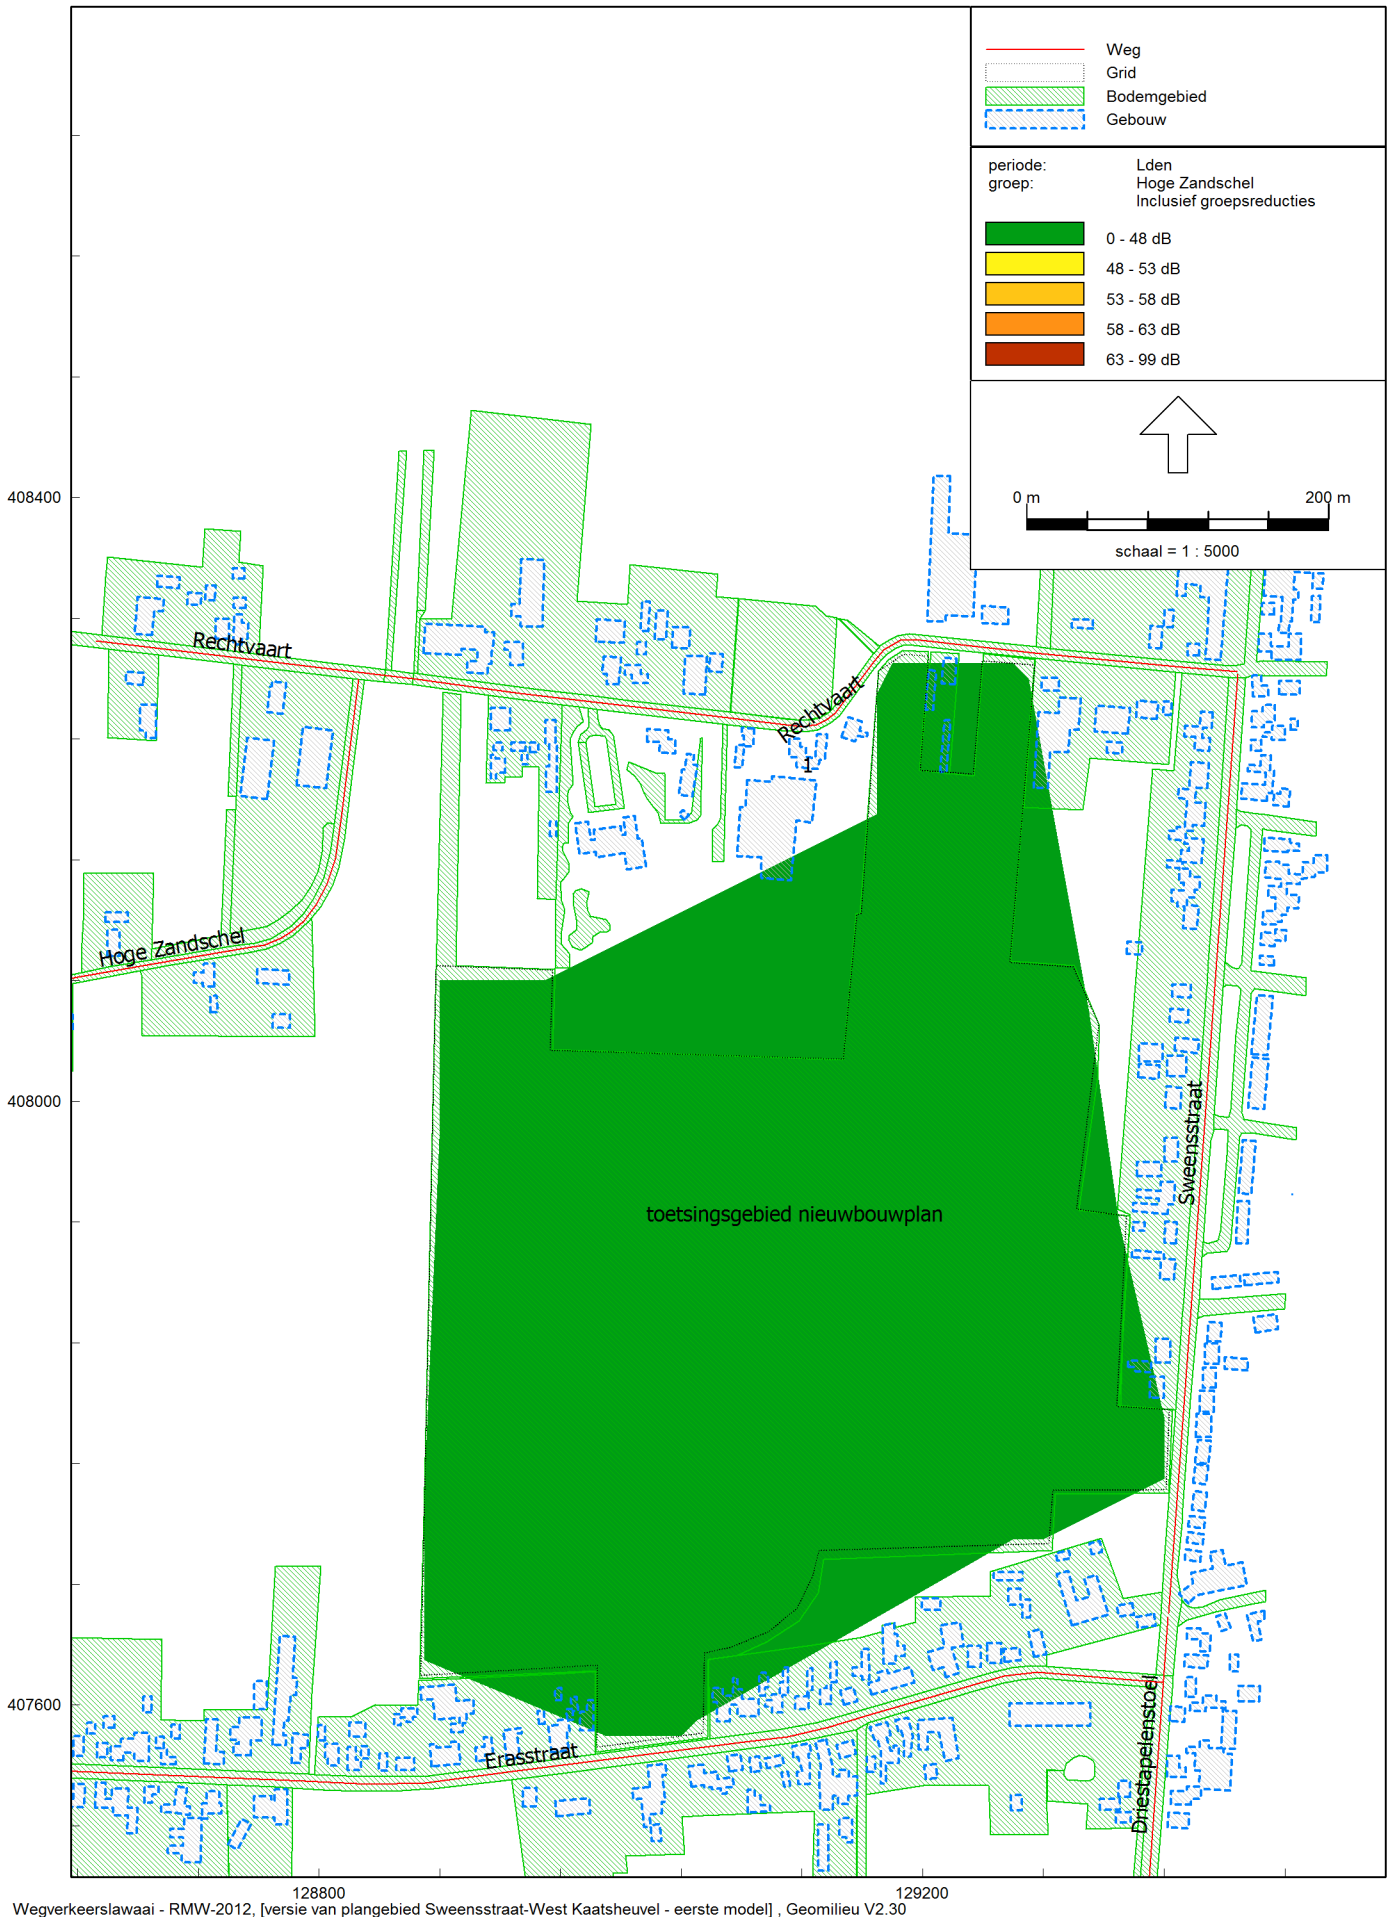 Weg
Grid
Bodemgebied
Gebouw
periode: Lden
groep: Hoge Zandschel
Inclusief groepsreducties
0 - 48 dB
48 - 53 dB
53 - 58 dB
58 - 63 dB
63 - 99 dB
0 m 200 m
schaal = 1 : 5000
408400
Rechtvaart
Rechtvaart
1
Hoge Zandschel
408000
Sweensstraat
toetsingsgebied nieuwbouwplan
407600
Erasstraat
Driestapelenstoel
128800 129200
Wegverkeerslawaai - RMW-2012, [versie van plangebied Sweensstraat-West Kaatsheuvel - eerste model] , Geomilieu V2.30